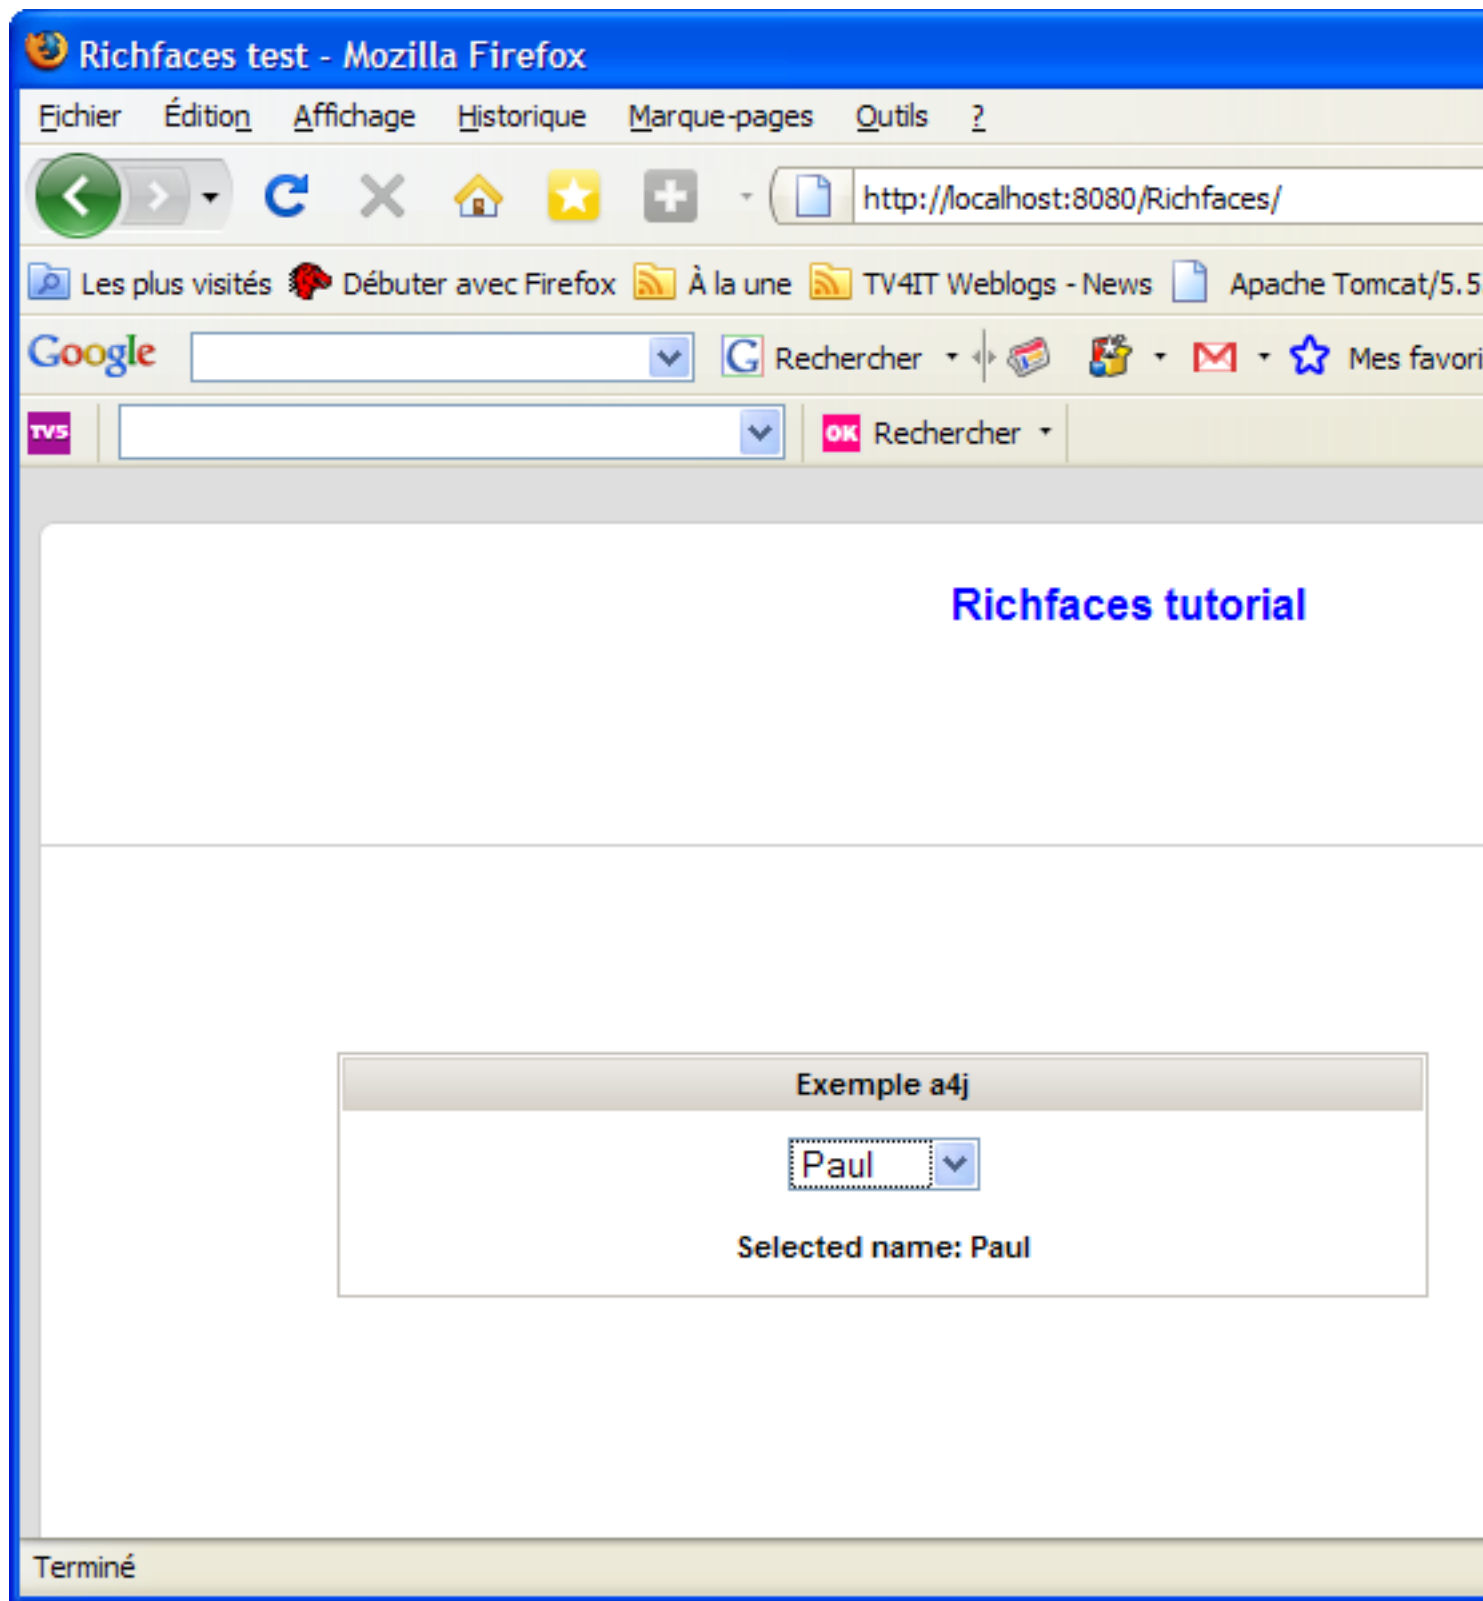 Richfaces test - Mozilla Firefox
Fichier Édition Affichage Historique Marque-pages Outils ?
http://localhost:8080/Richfaces/
Les plus visités Débuter avec Firefox À la une TV4IT Weblogs - News Apache Tomcat/5.5
Google G Rechercher Mes favori
TV5 OK Rechercher
Richfaces tutorial
Exemple a4j
Paul
Selected name: Paul
Terminé